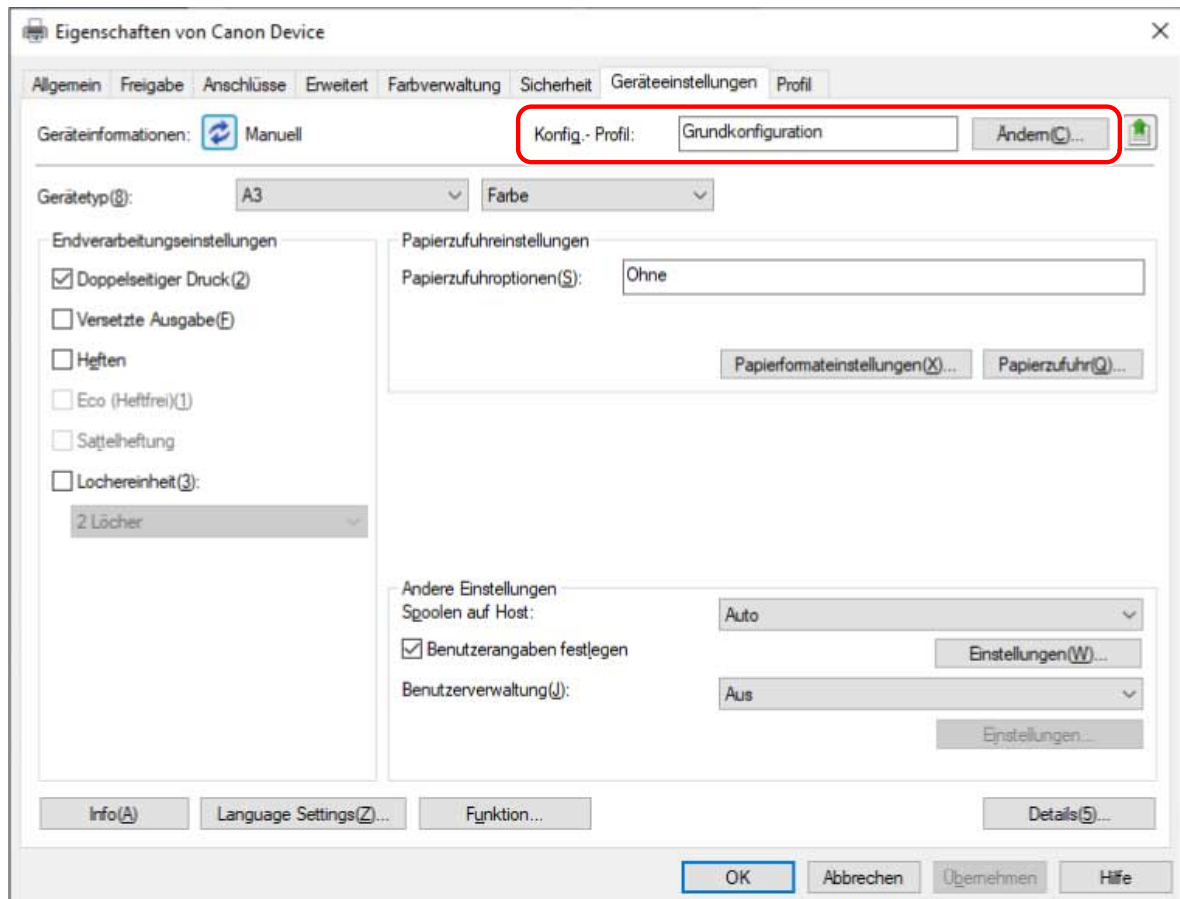 Eigenschaften von Canon Device
Allgemein Freigabe Anschlüsse Erweitert Farbverwaltung Sicherheit Geräteeinstellungen Profil
Geräteinformationen: Manuell Konfig.- Profil: Grundkonfiguration Ändern(C)...
Gerätetyp(8): A3 Farbe
Endverarbeitungseinstellungen
Doppelseitiger Druck(2)
Versetzte Ausgabe(F)
Heften
Eco (Heftfrei)(1)
Sattelheftung
Lochereinheit(3):
2 Löcher
Papierzufuhreinstellungen
Papierzufuhroptionen(S): Ohne
Papierformateinstellungen(X)... Papierzufuhr(Q)...
Andere Einstellungen
Spoolen auf Host: Auto
Benutzerangaben festlegen Einstellungen(W)...
Benutzerverwaltung(J): Aus
Einstellungen...
Info(A) Language Settings(Z)... Funktion... Details(5)...
OK Abbrechen Übernehmen Hilfe